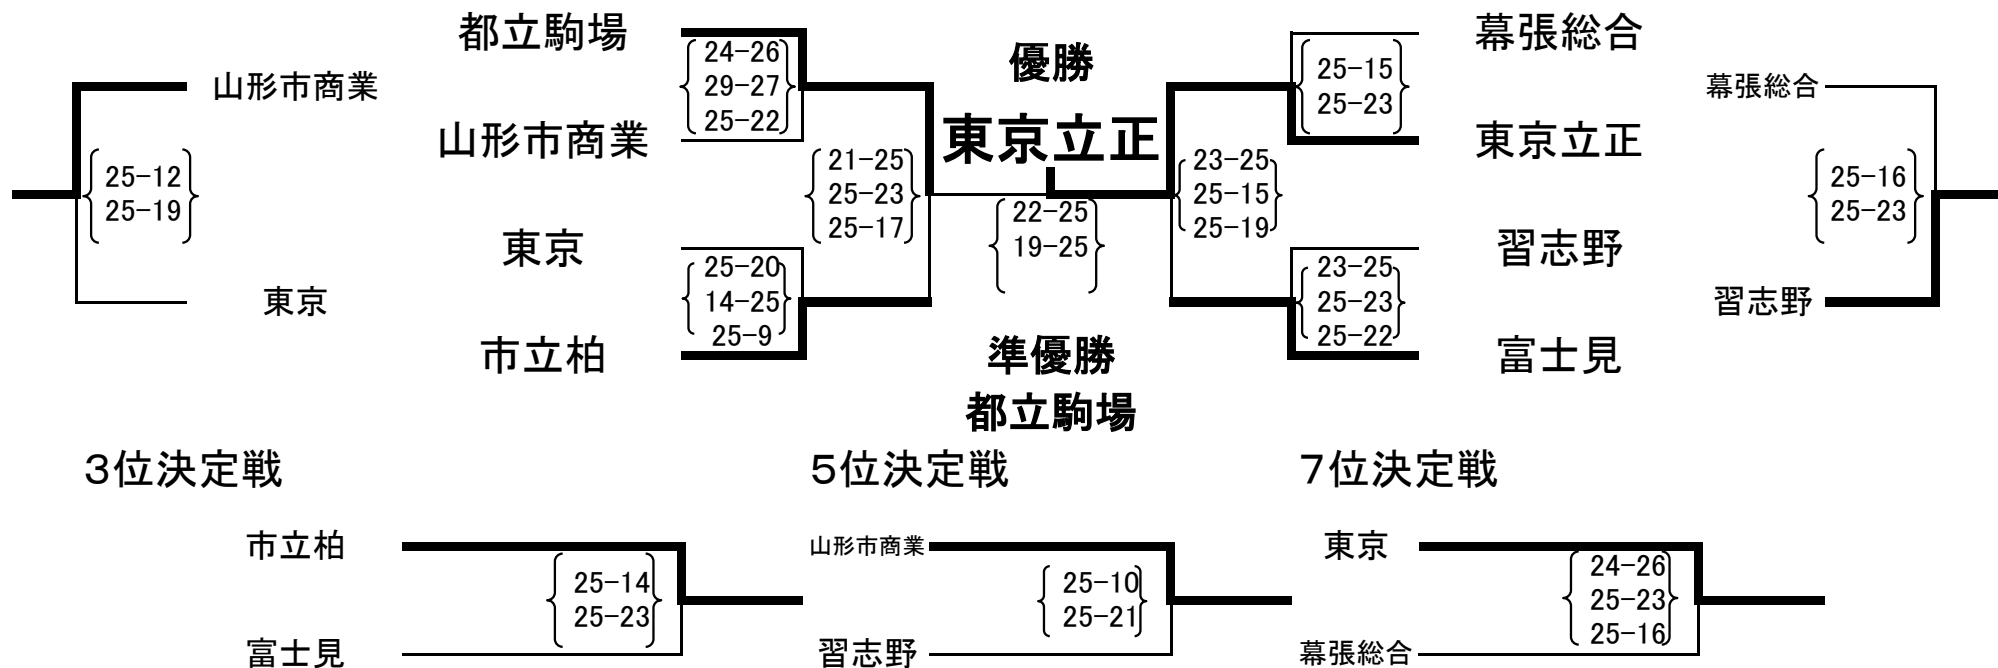 山形市商業
25-12
25-19
東京
都立駒場
24-26
29-27
25-22
山形市商業
東京
25-20
14-25
25-9
市立柏
21-25
25-23
25-17
優勝
東京立正
22-25
19-25
準優勝
都立駒場
23-25
25-15
25-19
幕張総合
25-15
25-23
東京立正
習志野
23-25
25-23
25-22
富士見
幕張総合
25-16
25-23
習志野
3位決定戦
市立柏
25-14
25-23
富士見
5位決定戦
山形市商業
25-10
25-21
習志野
7位決定戦
東京
24-26
25-23
25-16
幕張総合